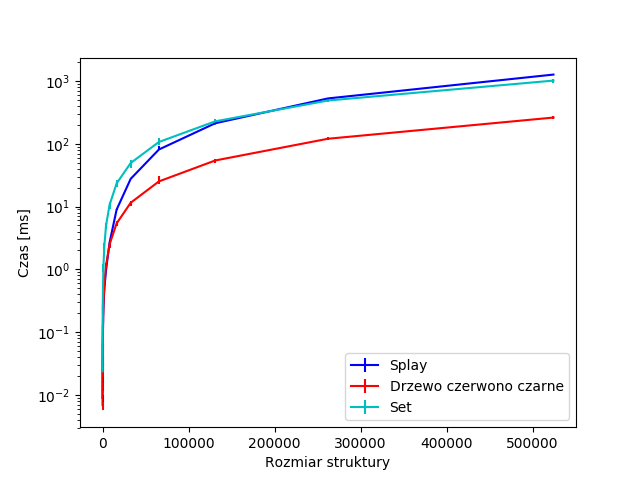 Czas [ms]
10³
10²
10¹
10⁰
10⁻¹
10⁻²
0
100000
200000
300000
400000
500000
Rozmiar struktury
Splay
Drzewo czerwono czarne
Set